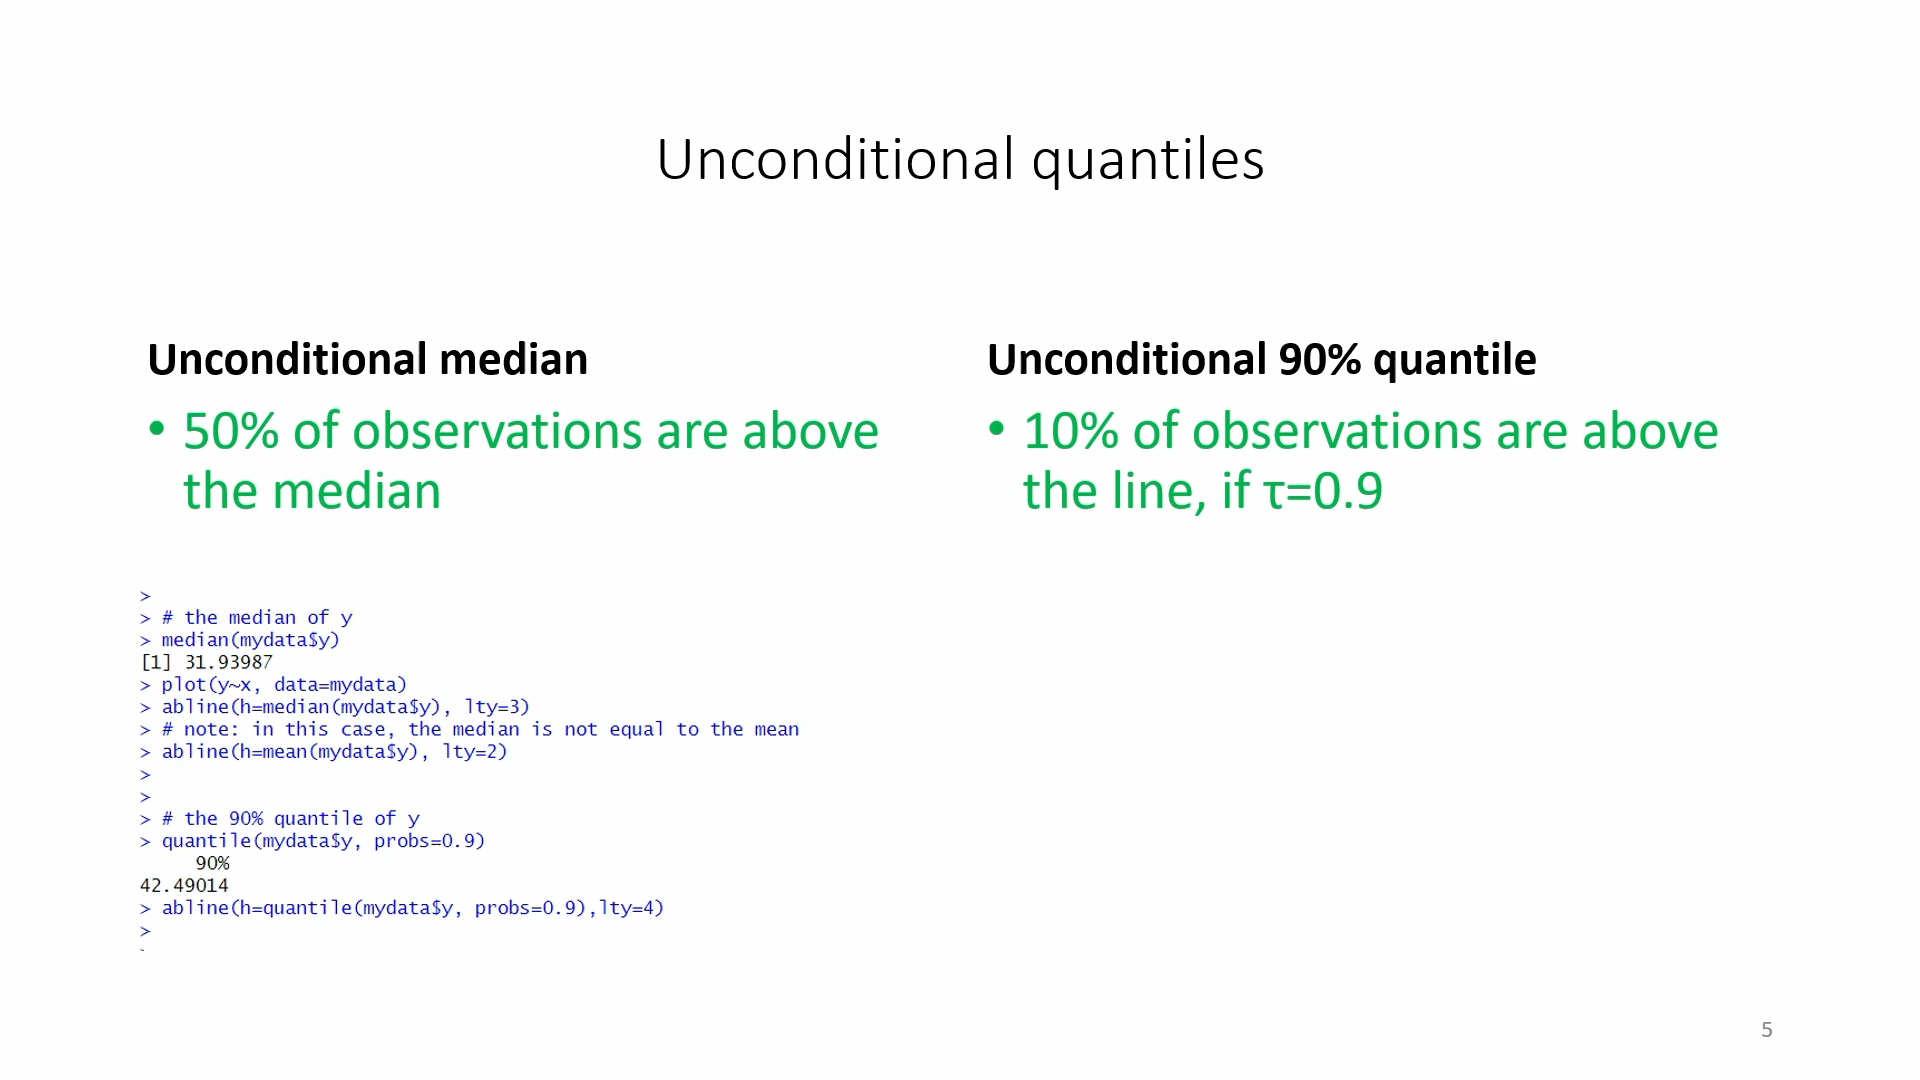 Unconditional quantiles
Unconditional median
• 50% of observations are above
the median
Unconditional 90% quantile
• 10% of observations are above
the line, if τ=0.9
>
> # the median of y
> median(mydata$y)
[1] 31.93987
> plot(y~x, data=mydata)
> abline(h=median(mydata$y), lty=3)
> # note: in this case, the median is not equal to the mean
> abline(h=mean(mydata$y), lty=2)
>
>
> # the 90% quantile of y
> quantile(mydata$y, probs=0.9)
90%
42.49014
> abline(h=quantile(mydata$y, probs=0.9),lty=4)
>
5